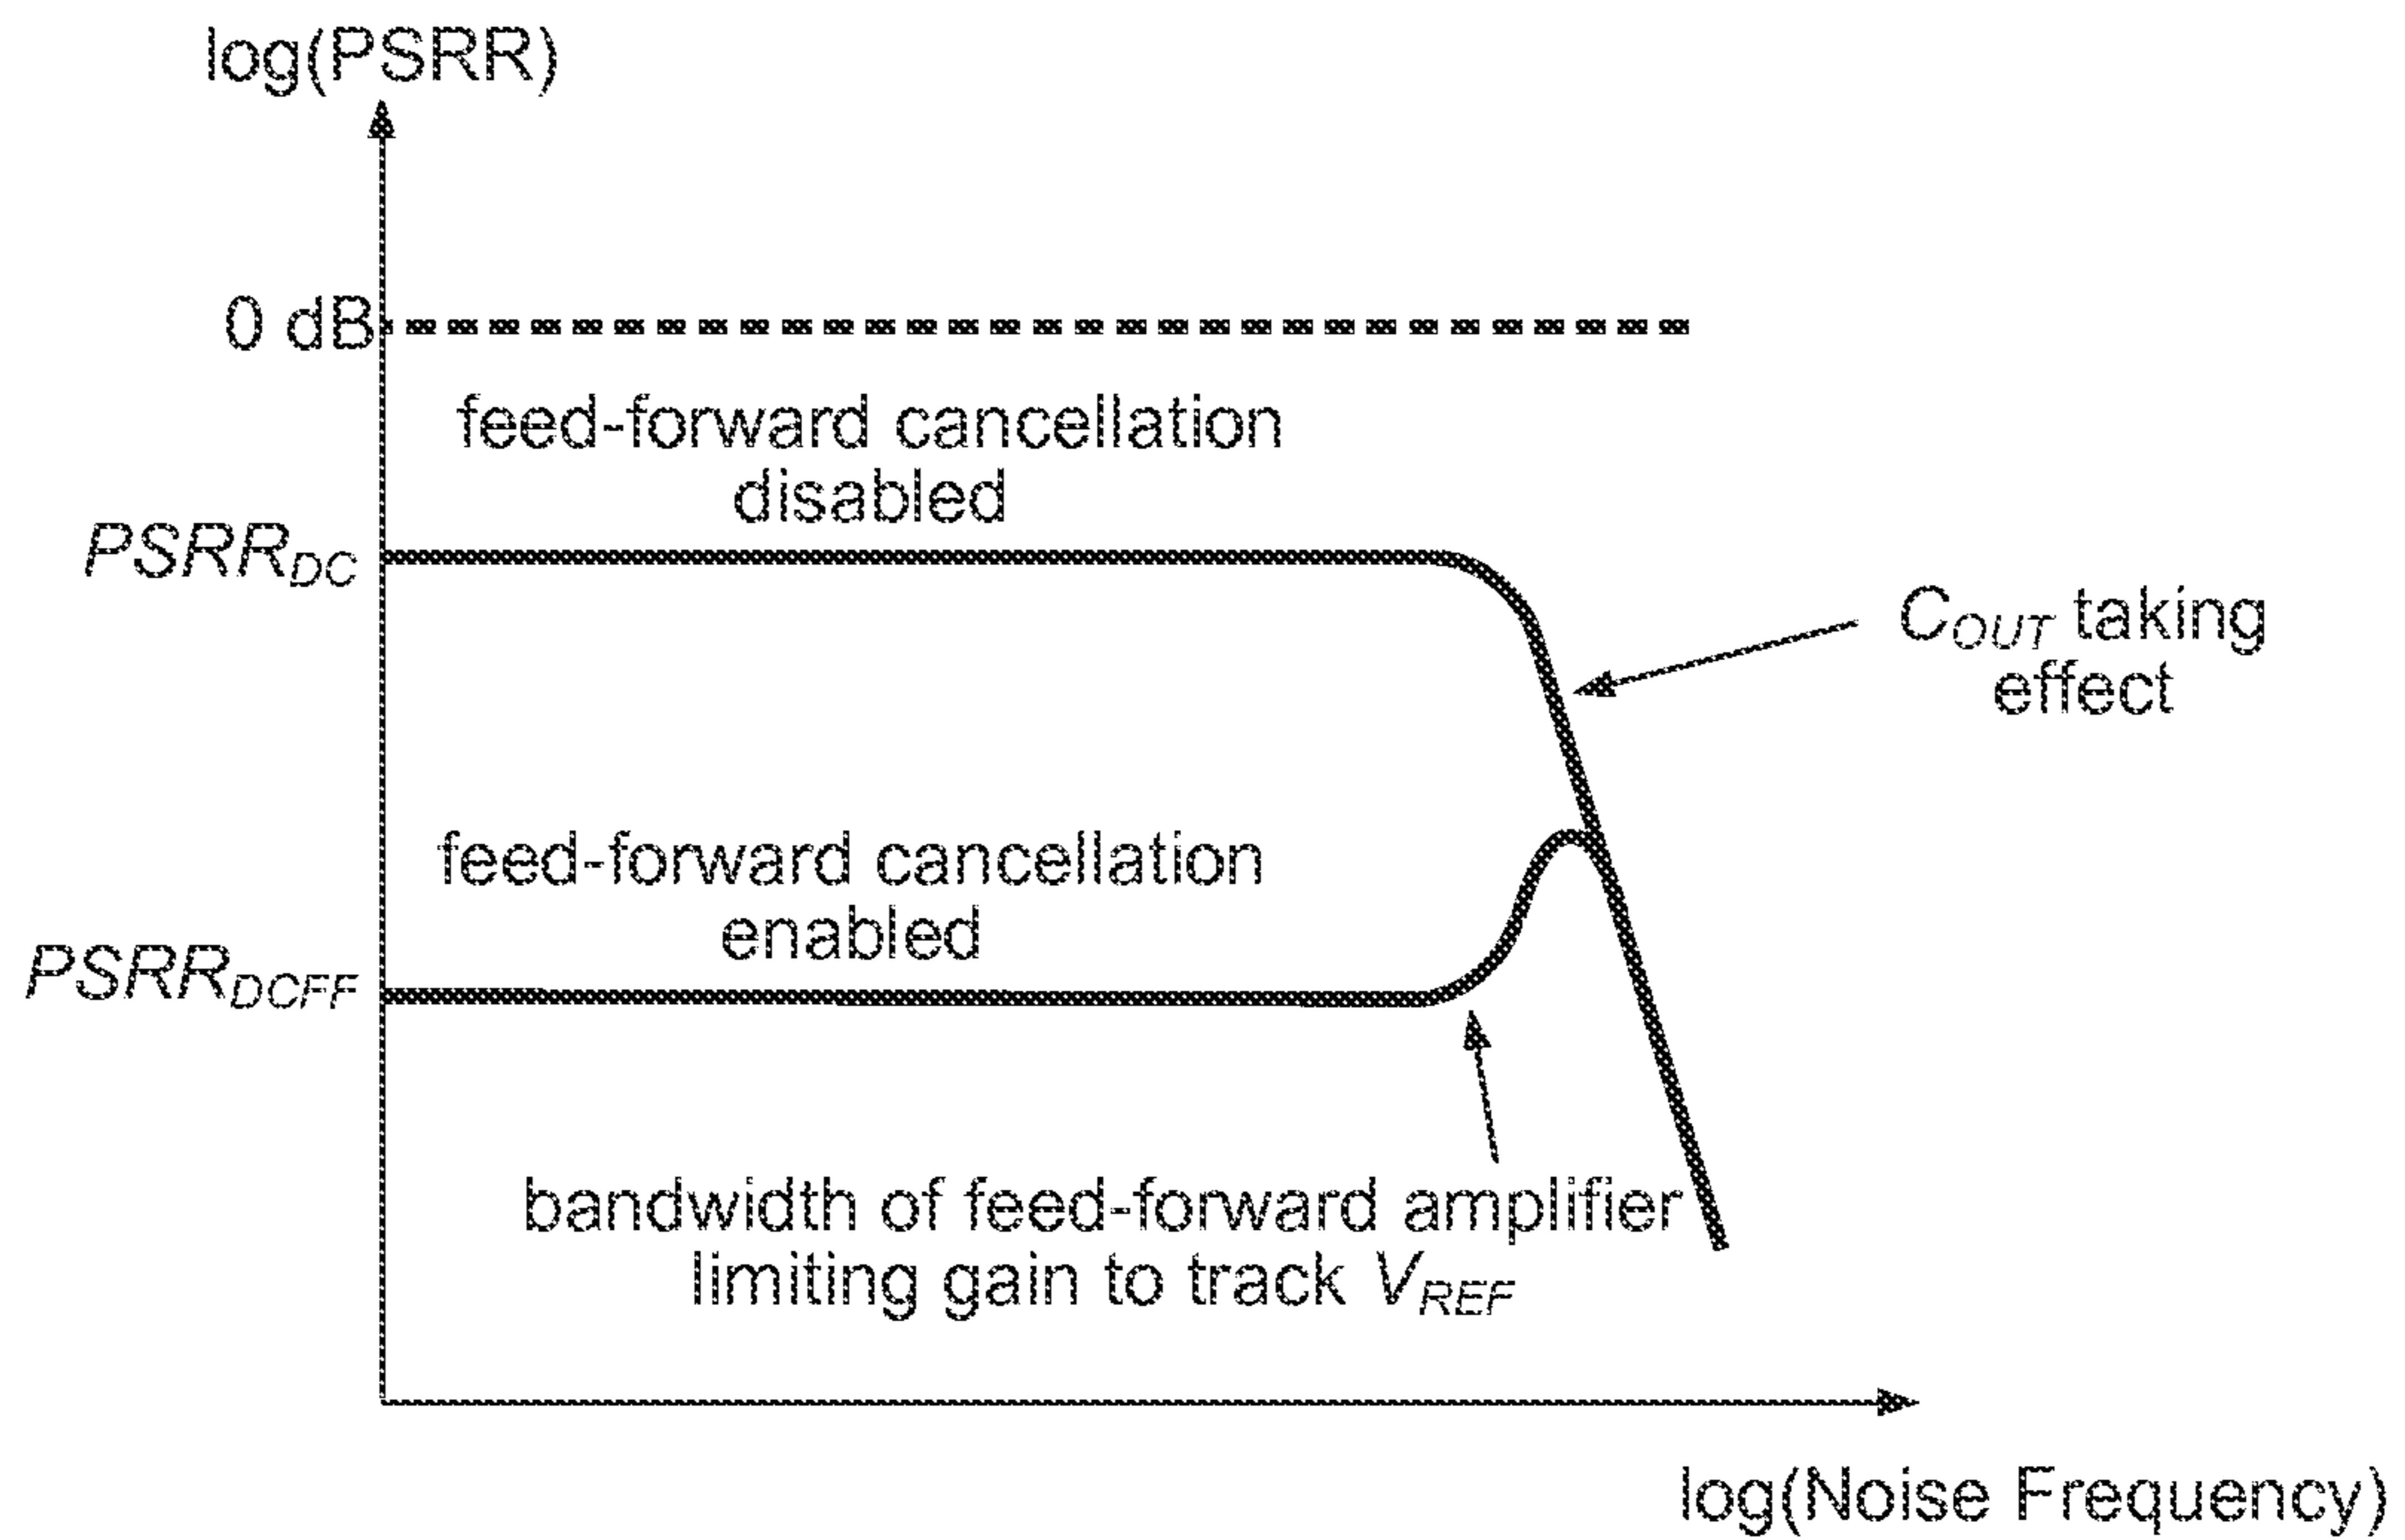 log(PSRR)
0 dB
feed-forward cancellation
disabled
PSRR_DC
C_OUT taking
effect
feed-forward cancellation
enabled
PSRR_DCFF
bandwidth of feed-forward amplifier
limiting gain to track V_REF
log(Noise Frequency)